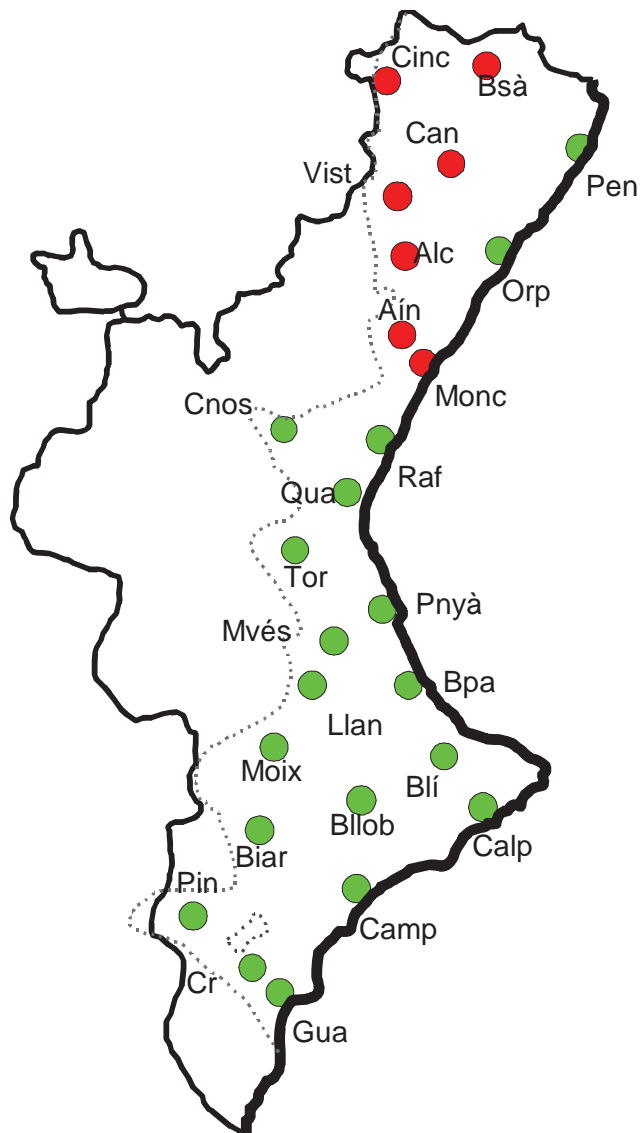 Cinc
Bsà
Can
Vist
Pen
Alc
Orp
Ain
Monc
Cnos
Raf
Qua
Tor
Pnyà
Mvés
Bpa
Llan
Moix
Blí
Bllob
Calp
Biar
Pin
Camp
Cr
Gua